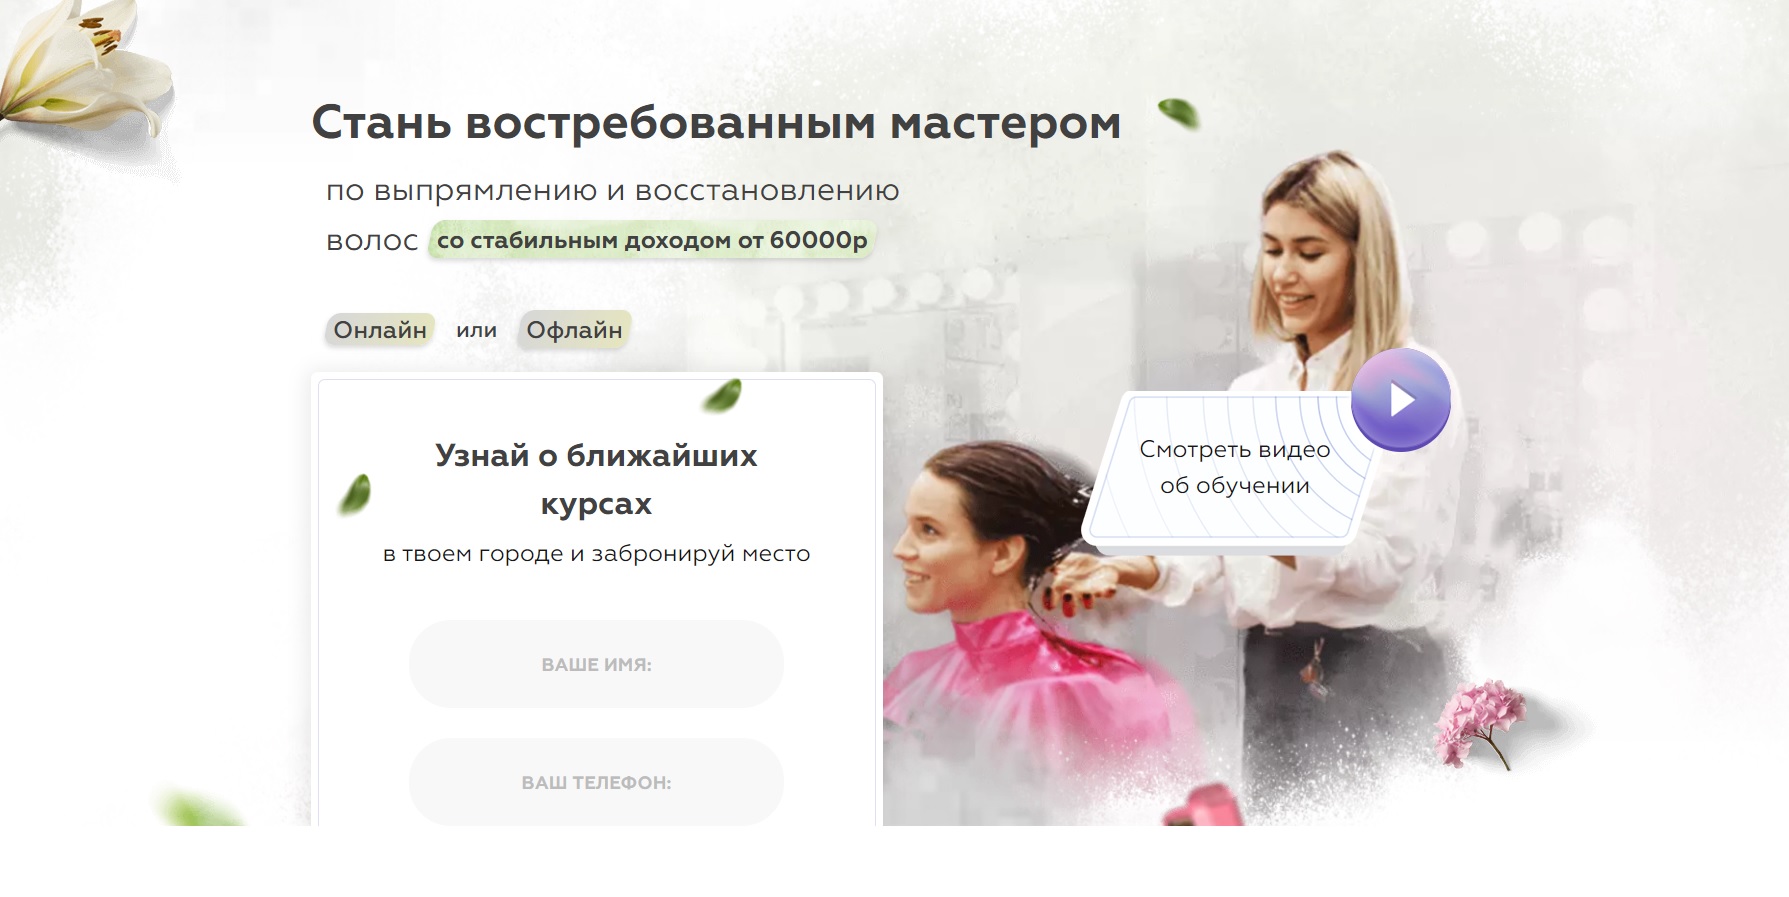 Стань востребованным мастером
по выпрямлению и восстановлению
волос со стабильным доходом от 60000р
Онлайн или Офлайн
Узнай о ближайших
курсах
в твоем городе и забронируй место
ВАШЕ ИМЯ:
ВАШ ТЕЛЕФОН:
Смотреть видео
об обучении